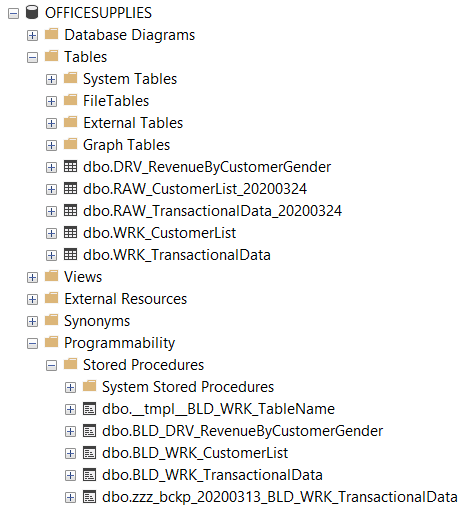 OFFICESUPPLIES
Database Diagrams
Tables
System Tables
FileTables
External Tables
Graph Tables
dbo.DRV_RevenueByCustomerGender
dbo.RAW_CustomerList_20200324
dbo.RAW_TransactionalData_20200324
dbo.WRK_CustomerList
dbo.WRK_TransactionalData
Views
External Resources
Synonyms
Programmability
Stored Procedures
System Stored Procedures
dbo.__tmpl__BLD_WRK_TableName
dbo.BLD_DRV_RevenueByCustomerGender
dbo.BLD_WRK_CustomerList
dbo.BLD_WRK_TransactionalData
dbo.zzz_bckp_20200313_BLD_WRK_TransactionalData